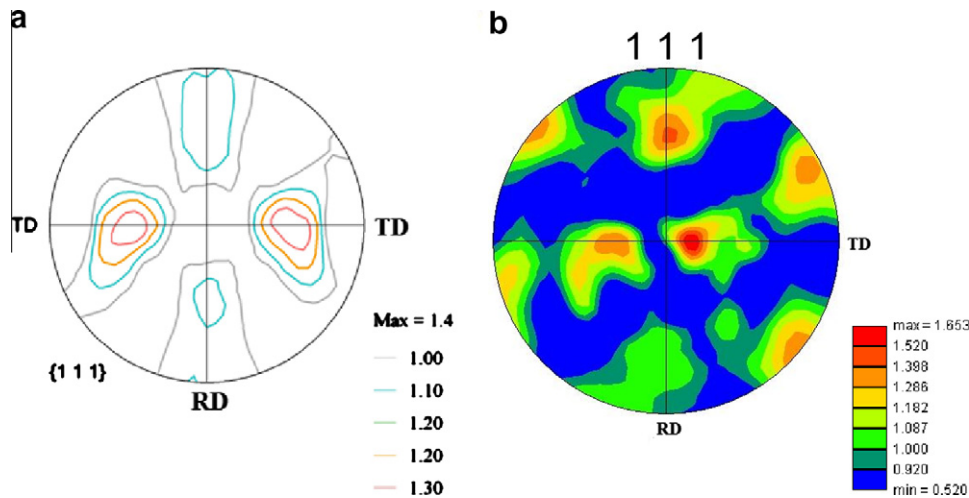 a
TD
TD
RD
{1 1 1}
Max = 1.4
1.00
1.10
1.20
1.20
1.30
b
1 1 1
TD
RD
max = 1.653
1.520
1.398
1.286
1.182
1.087
1.000
0.920
min = 0.520